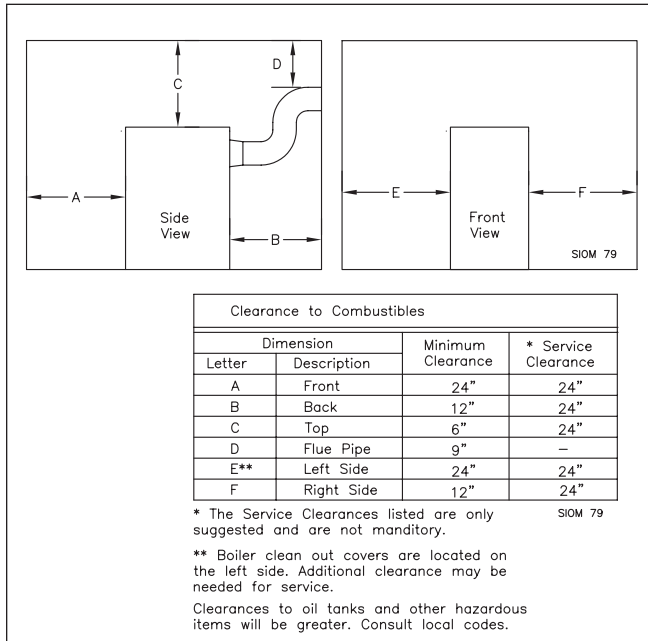 D
C
A
Side
View
B
E
F
Front
View
SIOM 79
Clearance to Combustibles
Dimension
Minimum Clearance
* Service Clearance
Letter Description
A Front 24" 24"
B Back 12" 24"
C Top 6" 24"
D Flue Pipe 9" –
E** Left Side 24" 24"
F Right Side 12" 24"
* The Service Clearances listed are only
suggested and are not manditory.
SIOM 79
** Boiler clean out covers are located on
the left side. Additional clearance may be
needed for service.
Clearances to oil tanks and other hazardous
items will be greater. Consult local codes.